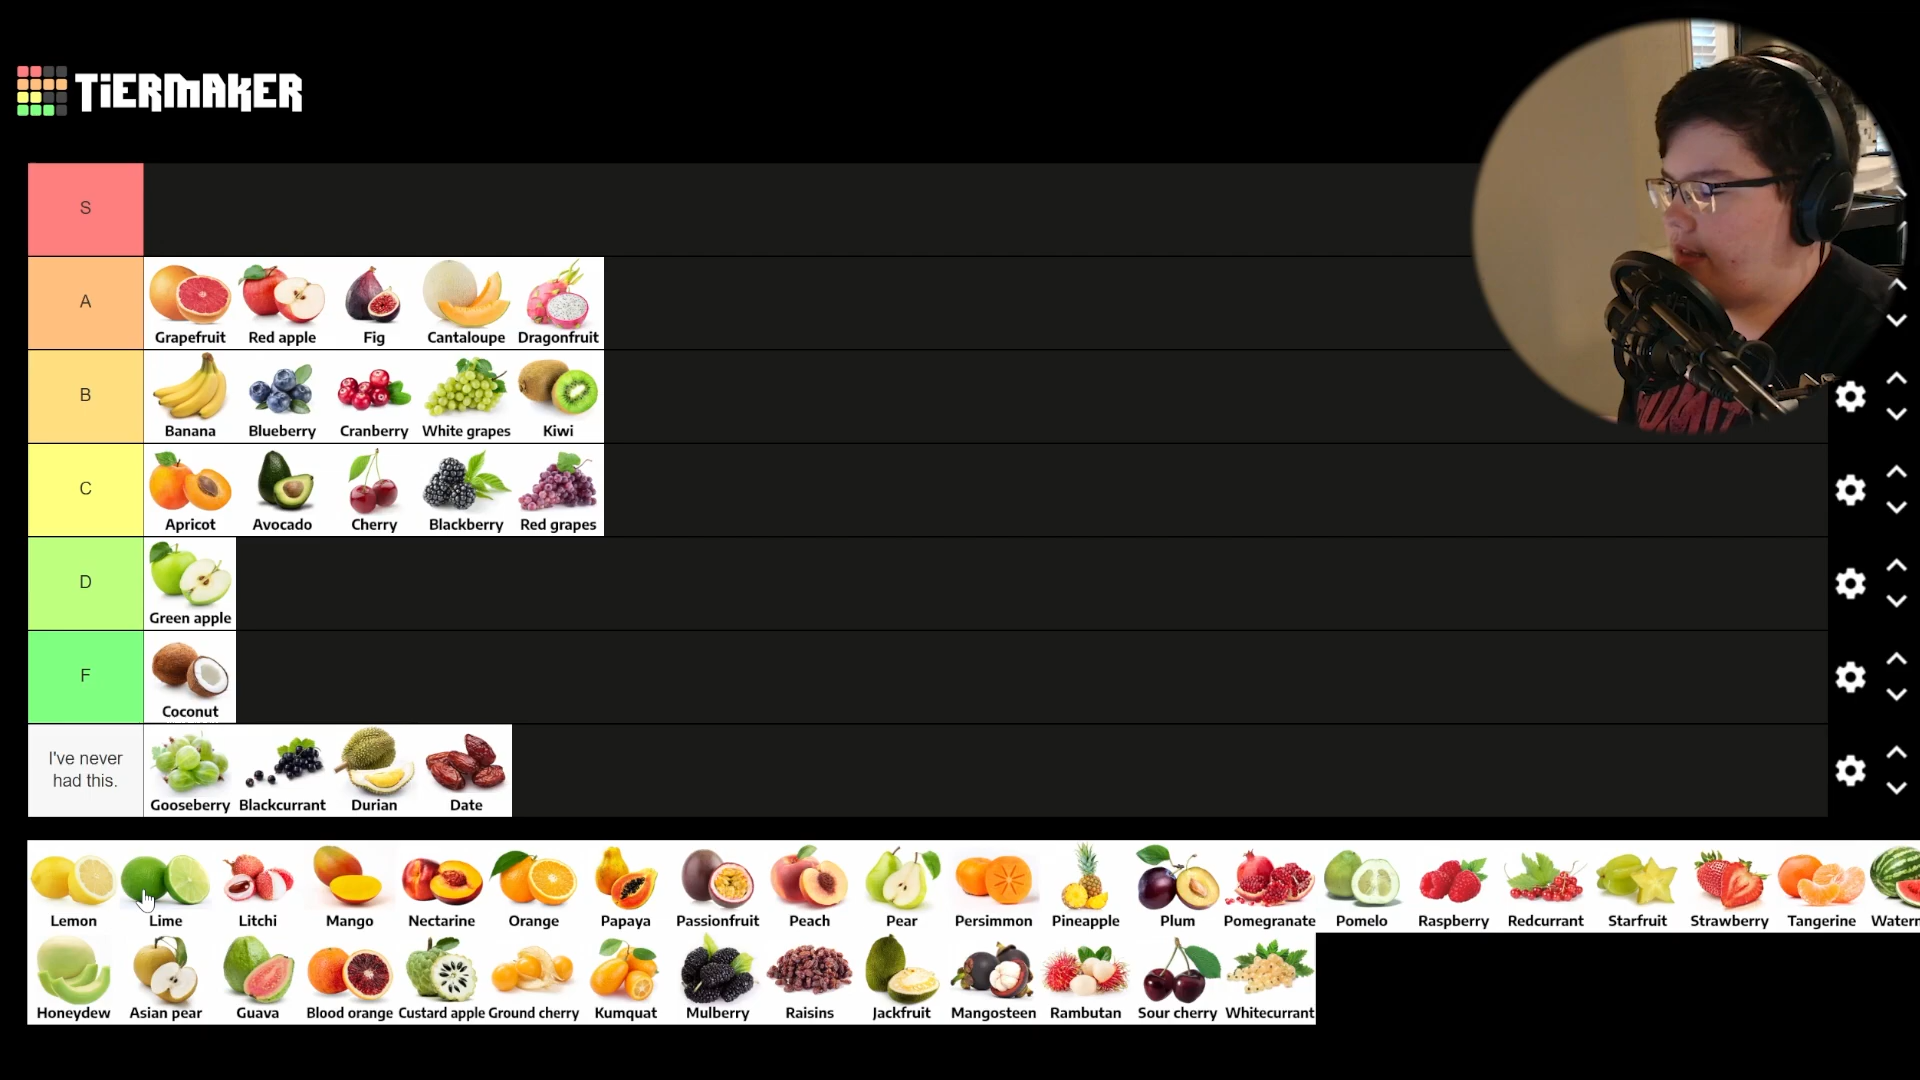 TiERMAKER
S
A
Grapefruit Red apple Fig Cantaloupe Dragonfruit
B
Banana Blueberry Cranberry White grapes Kiwi
C
Apricot Avocado Cherry Blackberry Red grapes
D
Green apple
F
Coconut
I've never
had this.
Gooseberry Blackcurrant Durian Date
Lemon Lime Litchi Mango Nectarine Orange Papaya Passionfruit Peach Pear Persimmon Pineapple Plum Pomegranate Pomelo Raspberry Redcurrant Starfruit Strawberry Tangerine Watern
Honeydew Asian pear Guava Blood orange Custard apple Ground cherry Kumquat Mulberry Raisins Jackfruit Mangosteen Rambutan Sour cherry Whitecurrant